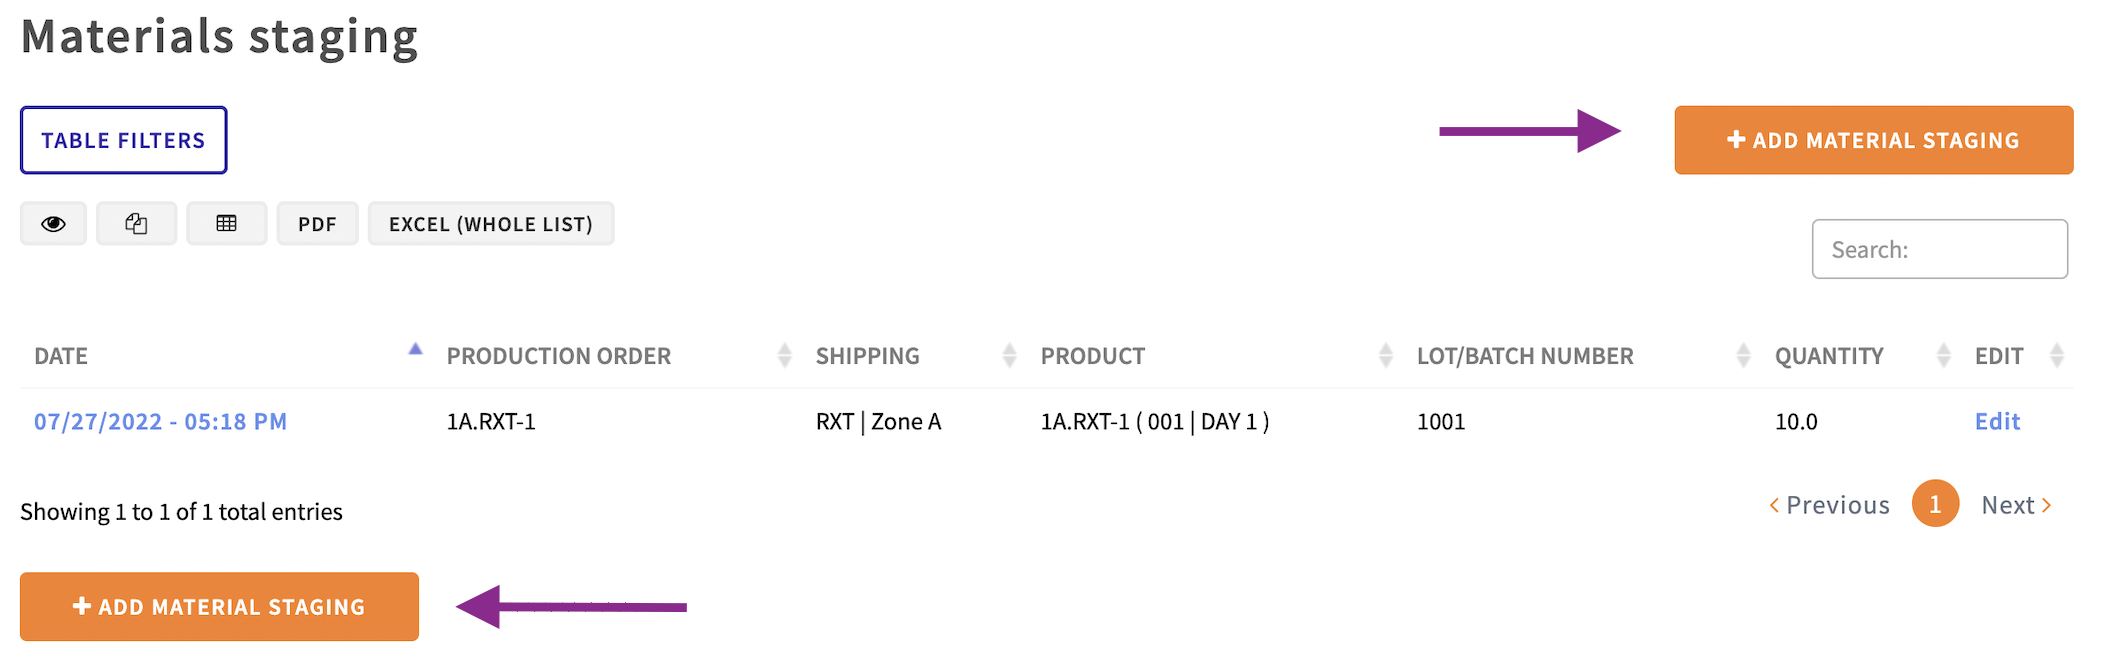 Materials staging
TABLE FILTERS
+ ADD MATERIAL STAGING
PDF EXCEL (WHOLE LIST)
Search:
DATE PRODUCTION ORDER SHIPPING PRODUCT LOT/BATCH NUMBER QUANTITY EDIT
07/27/2022 - 05:18 PM 1A.RXT-1 RXT | Zone A 1A.RXT-1 ( 001 | DAY 1 ) 1001 10.0 Edit
Showing 1 to 1 of 1 total entries
‹ Previous 1 Next ›
+ ADD MATERIAL STAGING